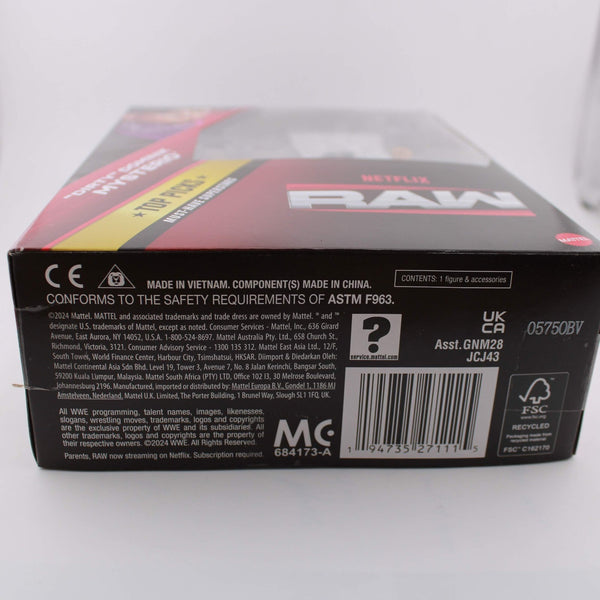 "DIRTY" DOMINIK
MYSTERIO
★ TOP PICKS ★
MUST-HAVE SUPERSTARS
NETFLIX
RAW
MATTEL
CE
MADE IN VIETNAM. COMPONENT(S) MADE IN CHINA.
CONFORMS TO THE SAFETY REQUIREMENTS OF ASTM F963.
©2024 Mattel. MATTEL and associated trademarks and trade dress are owned by Mattel. ® and ™
designate U.S. trademarks of Mattel, except as noted. Consumer Services - Mattel, Inc., 636 Girard
Avenue, East Aurora, NY 14052, U.S.A. 1-800-524-8697. Mattel Australia Pty. Ltd., 658 Church St.,
Richmond, Victoria, 3121. Consumer Advisory Service - 1300 135 312. Mattel East Asia Ltd., 12/F,
South Tower, World Finance Center, Harbour City, Tsimshatsui, HKSAR. Diimport & Diedarkan Oleh:
Mattel Continental Asia Sdn Bhd. Level 19, Tower 3, Avenue 7, No. 8 Jalan Kerinchi, Bangsar South,
59200 Kuala Lumpur, Malaysia. Mattel South Africa (PTY) LTD, Office 102 I3, 30 Melrose Boulevard,
Johannesburg 2196. Manufactured, imported or distributed by: Mattel Europa B.V., Gondel 1, 1186 MJ
Amstelveen, Nederland. Mattel U.K. Ltd, The Porter Building, 1 Brunel Way, Slough SL1 1FQ, UK.
All WWE programming, talent names, images, likenesses,
slogans, wrestling moves, trademarks, logos and copyrights
are the exclusive property of WWE and its subsidiaries. All
other trademarks, logos and copyrights are the property of
their respective owners. ©2024 WWE. All Rights Reserved.
Parents, RAW now streaming on Netflix. Subscription required.
MC
684173-A
?
service.mattel.com
CONTENTS: 1 figure & accessories
UK
CA
Asst.GNM28
JCJ43
05750BV
1 94735 27111 5
FSC
www.fsc.org
RECYCLED
Packaging made from
recycled material
FSC™ C162170